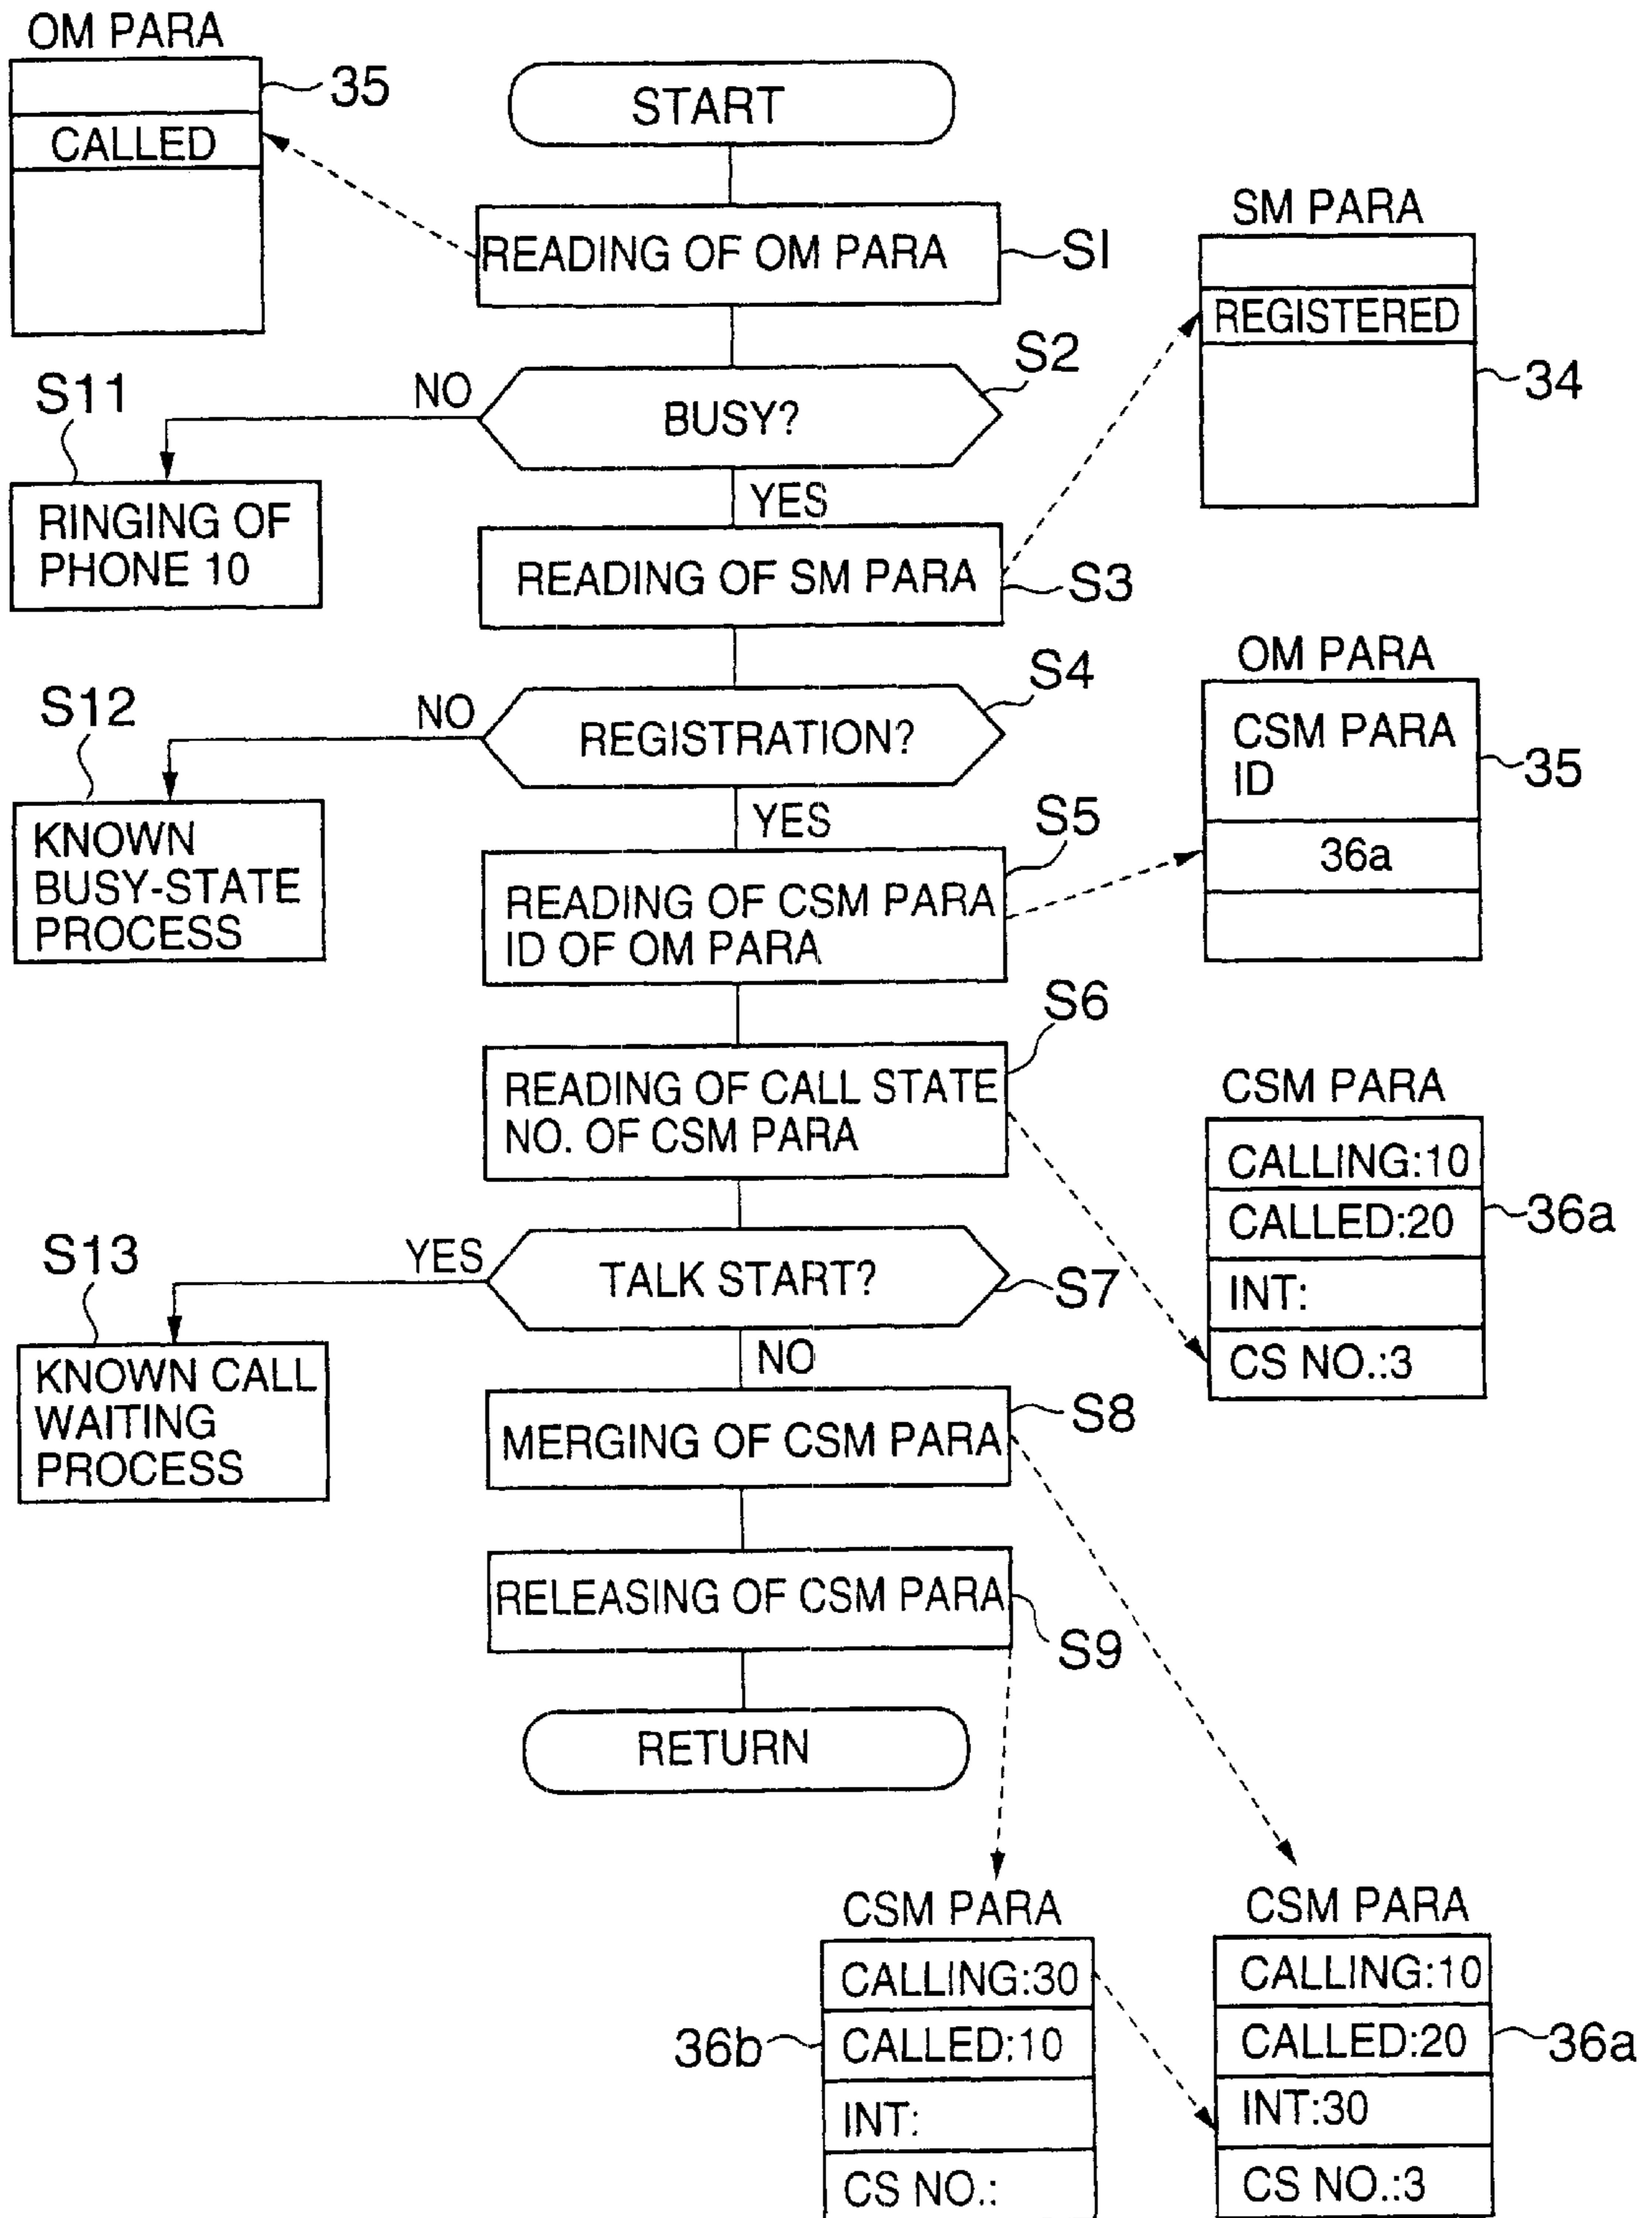 OM PARA
35
CALLED
START
READING OF OM PARA
S1
SM PARA
REGISTERED
34
S2
BUSY?
NO
YES
S11
RINGING OF
PHONE 10
READING OF SM PARA
S3
S4
REGISTRATION?
NO
YES
S12
KNOWN
BUSY-STATE
PROCESS
OM PARA
CSM PARA
ID
35
36a
S5
READING OF CSM PARA
ID OF OM PARA
S6
READING OF CALL STATE
NO. OF CSM PARA
CSM PARA
CALLING:10
CALLED:20
36a
INT:
CS NO.:3
TALK START?
S7
YES
NO
S13
KNOWN CALL
WAITING
PROCESS
MERGING OF CSM PARA
S8
RELEASING OF CSM PARA
S9
RETURN
CSM PARA
CALLING:30
36b
CALLED:10
INT:
CS NO.:
CSM PARA
CALLING:10
CALLED:20
36a
INT:30
CS NO.:3